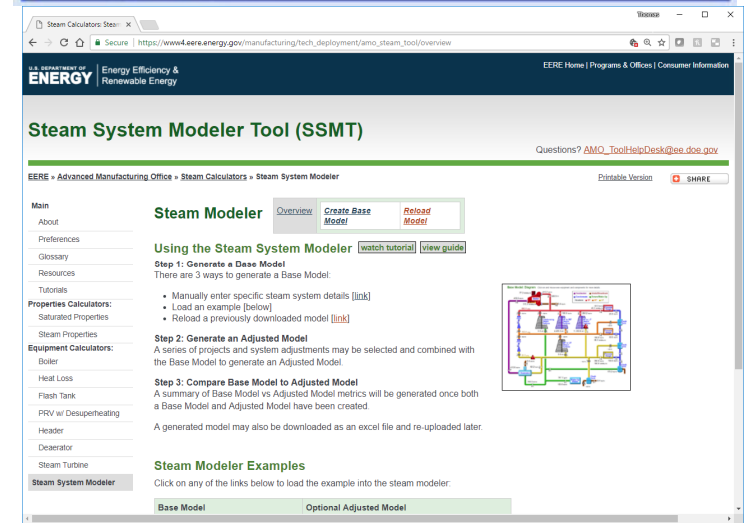 Thomas
Steam Calculators: Steam
Secure
https://www4.eere.energy.gov/manufacturing/tech_deployment/amo_steam_tool/overview
U.S. DEPARTMENT OF
ENERGY
Energy Efficiency &
Renewable Energy
EERE Home | Programs & Offices | Consumer Information
Steam System Modeler Tool (SSMT)
Questions? AMO_ToolHelpDesk@ee.doe.gov
EERE » Advanced Manufacturing Office » Steam Calculators » Steam System Modeler
Printable Version
SHARE
Main
About
Preferences
Glossary
Resources
Tutorials
Properties Calculators:
Saturated Properties
Steam Properties
Equipment Calculators:
Boiler
Heat Loss
Flash Tank
PRV w/ Desuperheating
Header
Deaerator
Steam Turbine
Steam System Modeler
Steam Modeler
Overview
Create Base
Model
Reload
Model
Using the Steam System Modeler watch tutorial view guide
Step 1: Generate a Base Model
There are 3 ways to generate a Base Model:
• Manually enter specific steam system details [link]
• Load an example [below]
• Reload a previously downloaded model [link]
Step 2: Generate an Adjusted Model
A series of projects and system adjustments may be selected and combined with
the Base Model to generate an Adjusted Model.
Step 3: Compare Base Model to Adjusted Model
A summary of Base Model vs Adjusted Model metrics will be generated once both
a Base Model and Adjusted Model have been created.
A generated model may also be downloaded as an excel file and re-uploaded later.
Steam Modeler Examples
Click on any of the links below to load the example into the steam modeler:
Base Model
Optional Adjusted Model